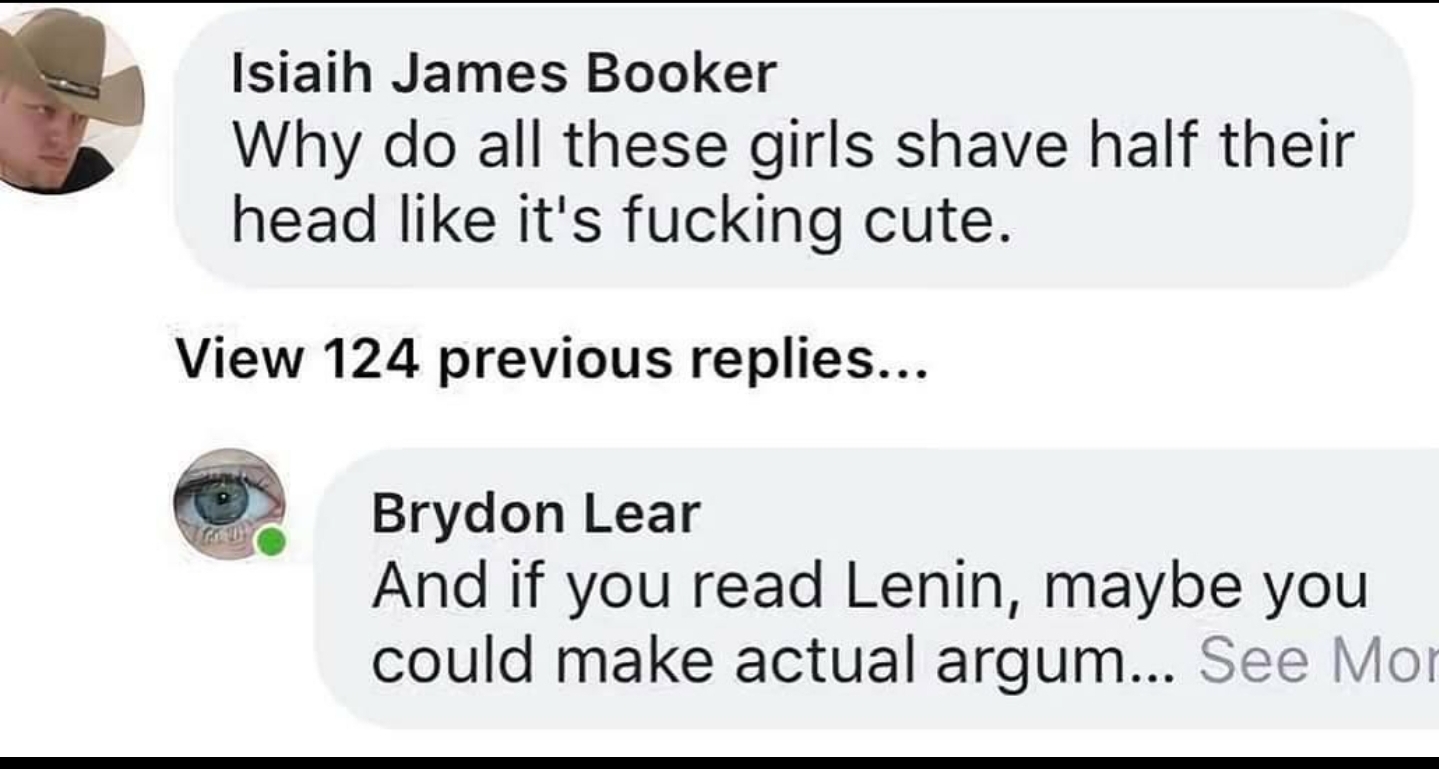 Isiaih James Booker
Why do all these girls shave half their
head like it's fucking cute.
View 124 previous replies...
Brydon Lear
And if you read Lenin, maybe you
could make actual argum... See Mor